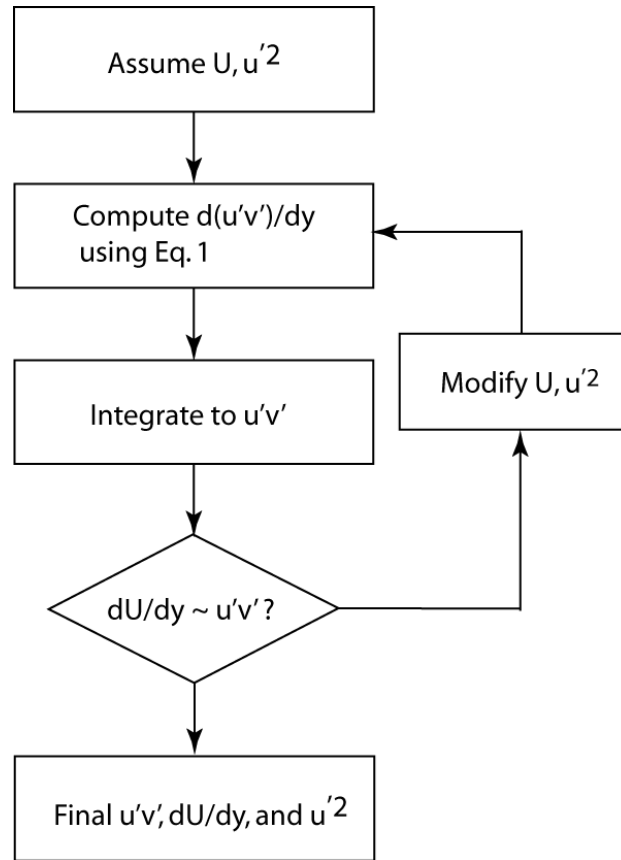 Assume U, u'2
Compute d(u'v')/dy
using Eq. 1
Integrate to u'v'
Modify U, u'2
dU/dy ~ u'v' ?
Final u'v', dU/dy, and u'2